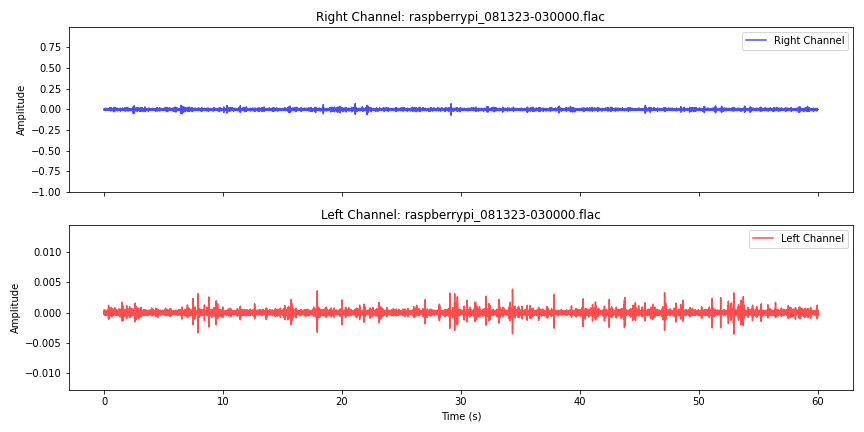 Right Channel: raspberrypi_081323-030000.flac
Right Channel
Amplitude
0.75
0.50
0.25
0.00
−0.25
−0.50
−0.75
−1.00
Left Channel: raspberrypi_081323-030000.flac
Left Channel
Amplitude
0.010
0.005
0.000
−0.005
−0.010
0 10 20 30 40 50 60
Time (s)